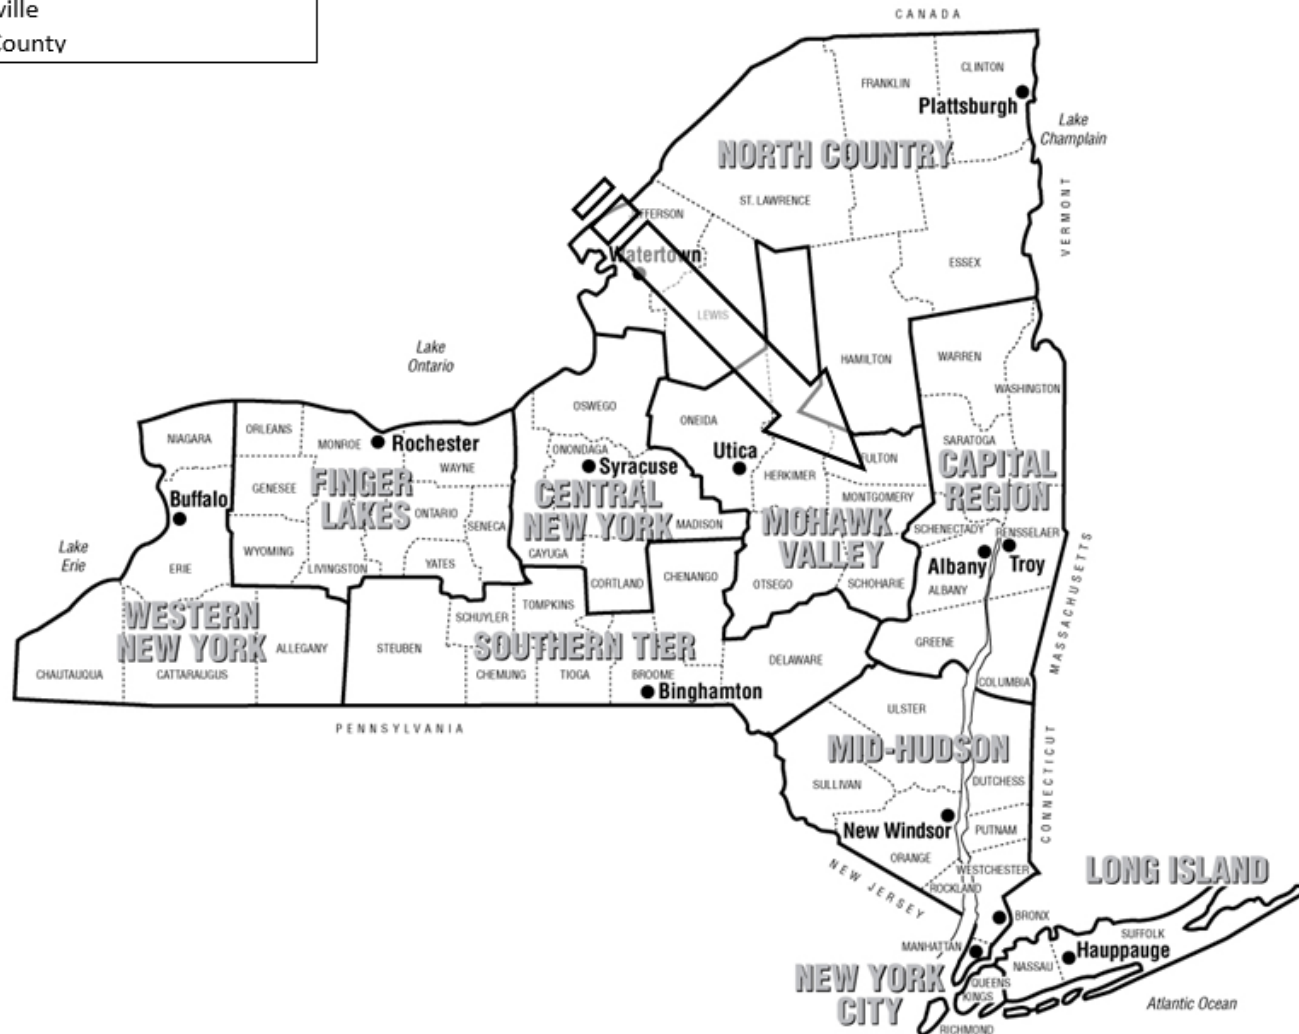 ville
County
CANADA
CLINTON
FRANKLIN
Plattsburgh
Lake
Champlain
NORTH COUNTRY
VERMONT
ST. LAWRENCE
FFERSON
Watertown
ESSEX
LEWIS
Lake
Ontario
HAMILTON
WARREN
WASHINGTON
OSWEGO
ONEIDA
NIAGARA
ORLEANS
MONROE
Rochester
ONONDAGA
Syracuse
Utica
HERKIMER
ULTON
SARATOGA
CAPITAL
REGION
WAYNE
GENESEE
FINGER
LAKES
ONTARIO
SENECA
CENTRAL
NEW YORK
MADISON
MONTGOMERY
MOHAWK
VALLEY
SCHENECTADY
RENSSELAER
Buffalo
Lake
Erie
ERIE
WYOMING
LIVINGSTON
YATES
CAYUGA
CORTLAND
CHENANGO
OTSEGO
SCHOHARIE
Albany
Troy
ALBANY
MASSACHUSETTS
WESTERN
NEW YORK
ALLEGANY
STEUBEN
SCHUYLER
TOMPKINS
SOUTHERN TIER
DELAWARE
GREENE
COLUMBIA
CHAUTAUQUA
CATTARAUGUS
CHEMUNG
TIOGA
BROOME
Binghamton
PENNSYLVANIA
ULSTER
MID-HUDSON
CONNECTICUT
SULLIVAN
DUTCHESS
New Windsor
PUTNAM
ORANGE
WESTCHESTER
ROCKLAND
NEW JERSEY
LONG ISLAND
BRONX
MANHATTAN
SUFFOLK
Hauppauge
NASSAU
NEW YORK
CITY
QUEENS
KINGS
RICHMOND
Atlantic Ocean